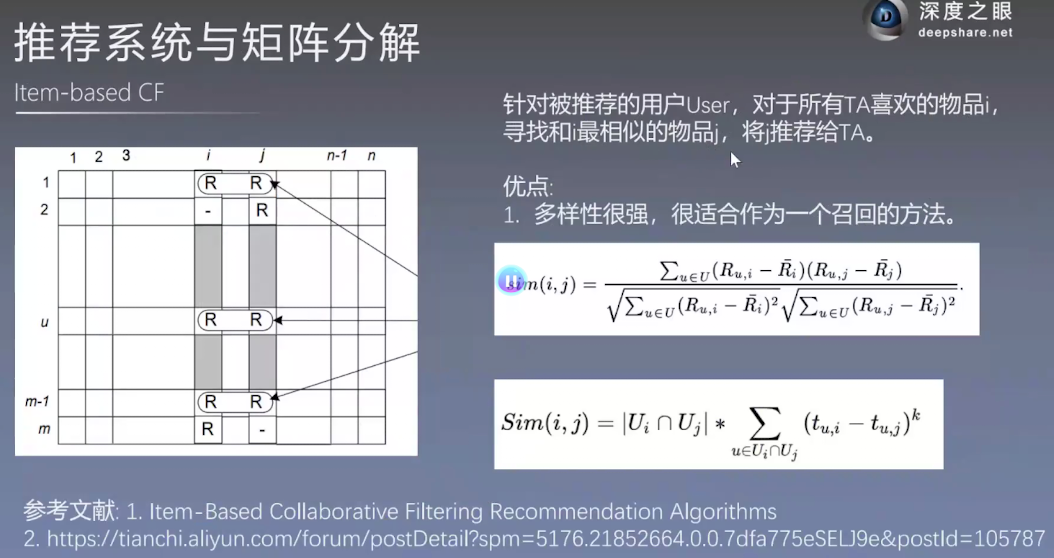 推荐系统与矩阵分解
深度之眼
deepshare.net
Item-based CF
针对被推荐的用户User，对于所有TA喜欢的物品i，
寻找和i最相似的物品j，将j推荐给TA。
优点:
1. 多样性很强，很适合作为一个召回的方法。
1 2 3 i j n-1 n
1 R R
2 - R
u R R
m-1 R R
m R -
sim(i, j) = \frac{\sum_{u∈U}(R_{u,i} − \bar{R}_i)(R_{u,j} − \bar{R}_j)}{\sqrt{\sum_{u∈U}(R_{u,i} − \bar{R}_i)^2}\sqrt{\sum_{u∈U}(R_{u,j} − \bar{R}_j)^2}}.
Sim(i, j) = |U_i ∩ U_j| * \sum_{u∈U_i∩U_j} (t_{u,i} − t_{u,j})^k
参考文献: 1. Item-Based Collaborative Filtering Recommendation Algorithms
2. https://tianchi.aliyun.com/forum/postDetail?spm=5176.21852664.0.0.7dfa775eSELJ9e&postId=105787